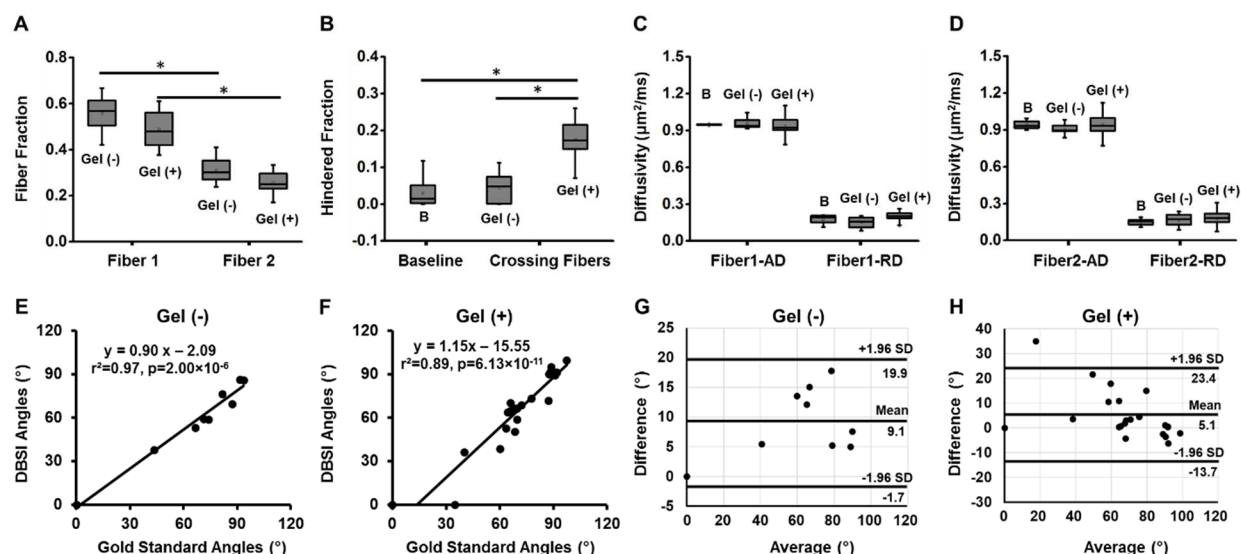 A
Fiber Fraction
0.8
0.6
0.4
0.2
0.0
*
*
Gel (-)
Gel (+)
Gel (-)
Gel (+)
Fiber 1
Fiber 2
B
Hindered Fraction
0.4
0.3
0.2
0.1
0.0
-0.1
*
*
B
Gel (-)
Gel (+)
Baseline
Crossing Fibers
C
Diffusivity (μm²/ms)
1.5
1.2
0.9
0.6
0.3
0.0
B
Gel (-)
Gel (+)
B
Gel (-)
Gel (+)
Fiber1-AD
Fiber1-RD
D
Diffusivity (μm²/ms)
1.5
1.2
0.9
0.6
0.3
0.0
B
Gel (-)
Gel (+)
B
Gel (-)
Gel (+)
Fiber2-AD
Fiber2-RD
E
Gel (-)
DBSI Angles (°)
120
90
60
30
0
y = 0.90 x – 2.09
r²=0.97, p=2.00×10⁻⁶
0 30 60 90 120
Gold Standard Angles (°)
F
Gel (+)
DBSI Angles (°)
120
90
60
30
0
y = 1.15x – 15.55
r²=0.89, p=6.13×10⁻¹¹
0 30 60 90 120
Gold Standard Angles (°)
G
Gel (-)
Difference (°)
25
20
15
10
5
0
-5
+1.96 SD
19.9
Mean
9.1
-1.96 SD
-1.7
0 20 40 60 80 100 120
Average (°)
H
Gel (+)
Difference (°)
40
30
20
10
0
-10
-20
-30
+1.96 SD
23.4
Mean
5.1
-1.96 SD
-13.7
0 20 40 60 80 100 120
Average (°)